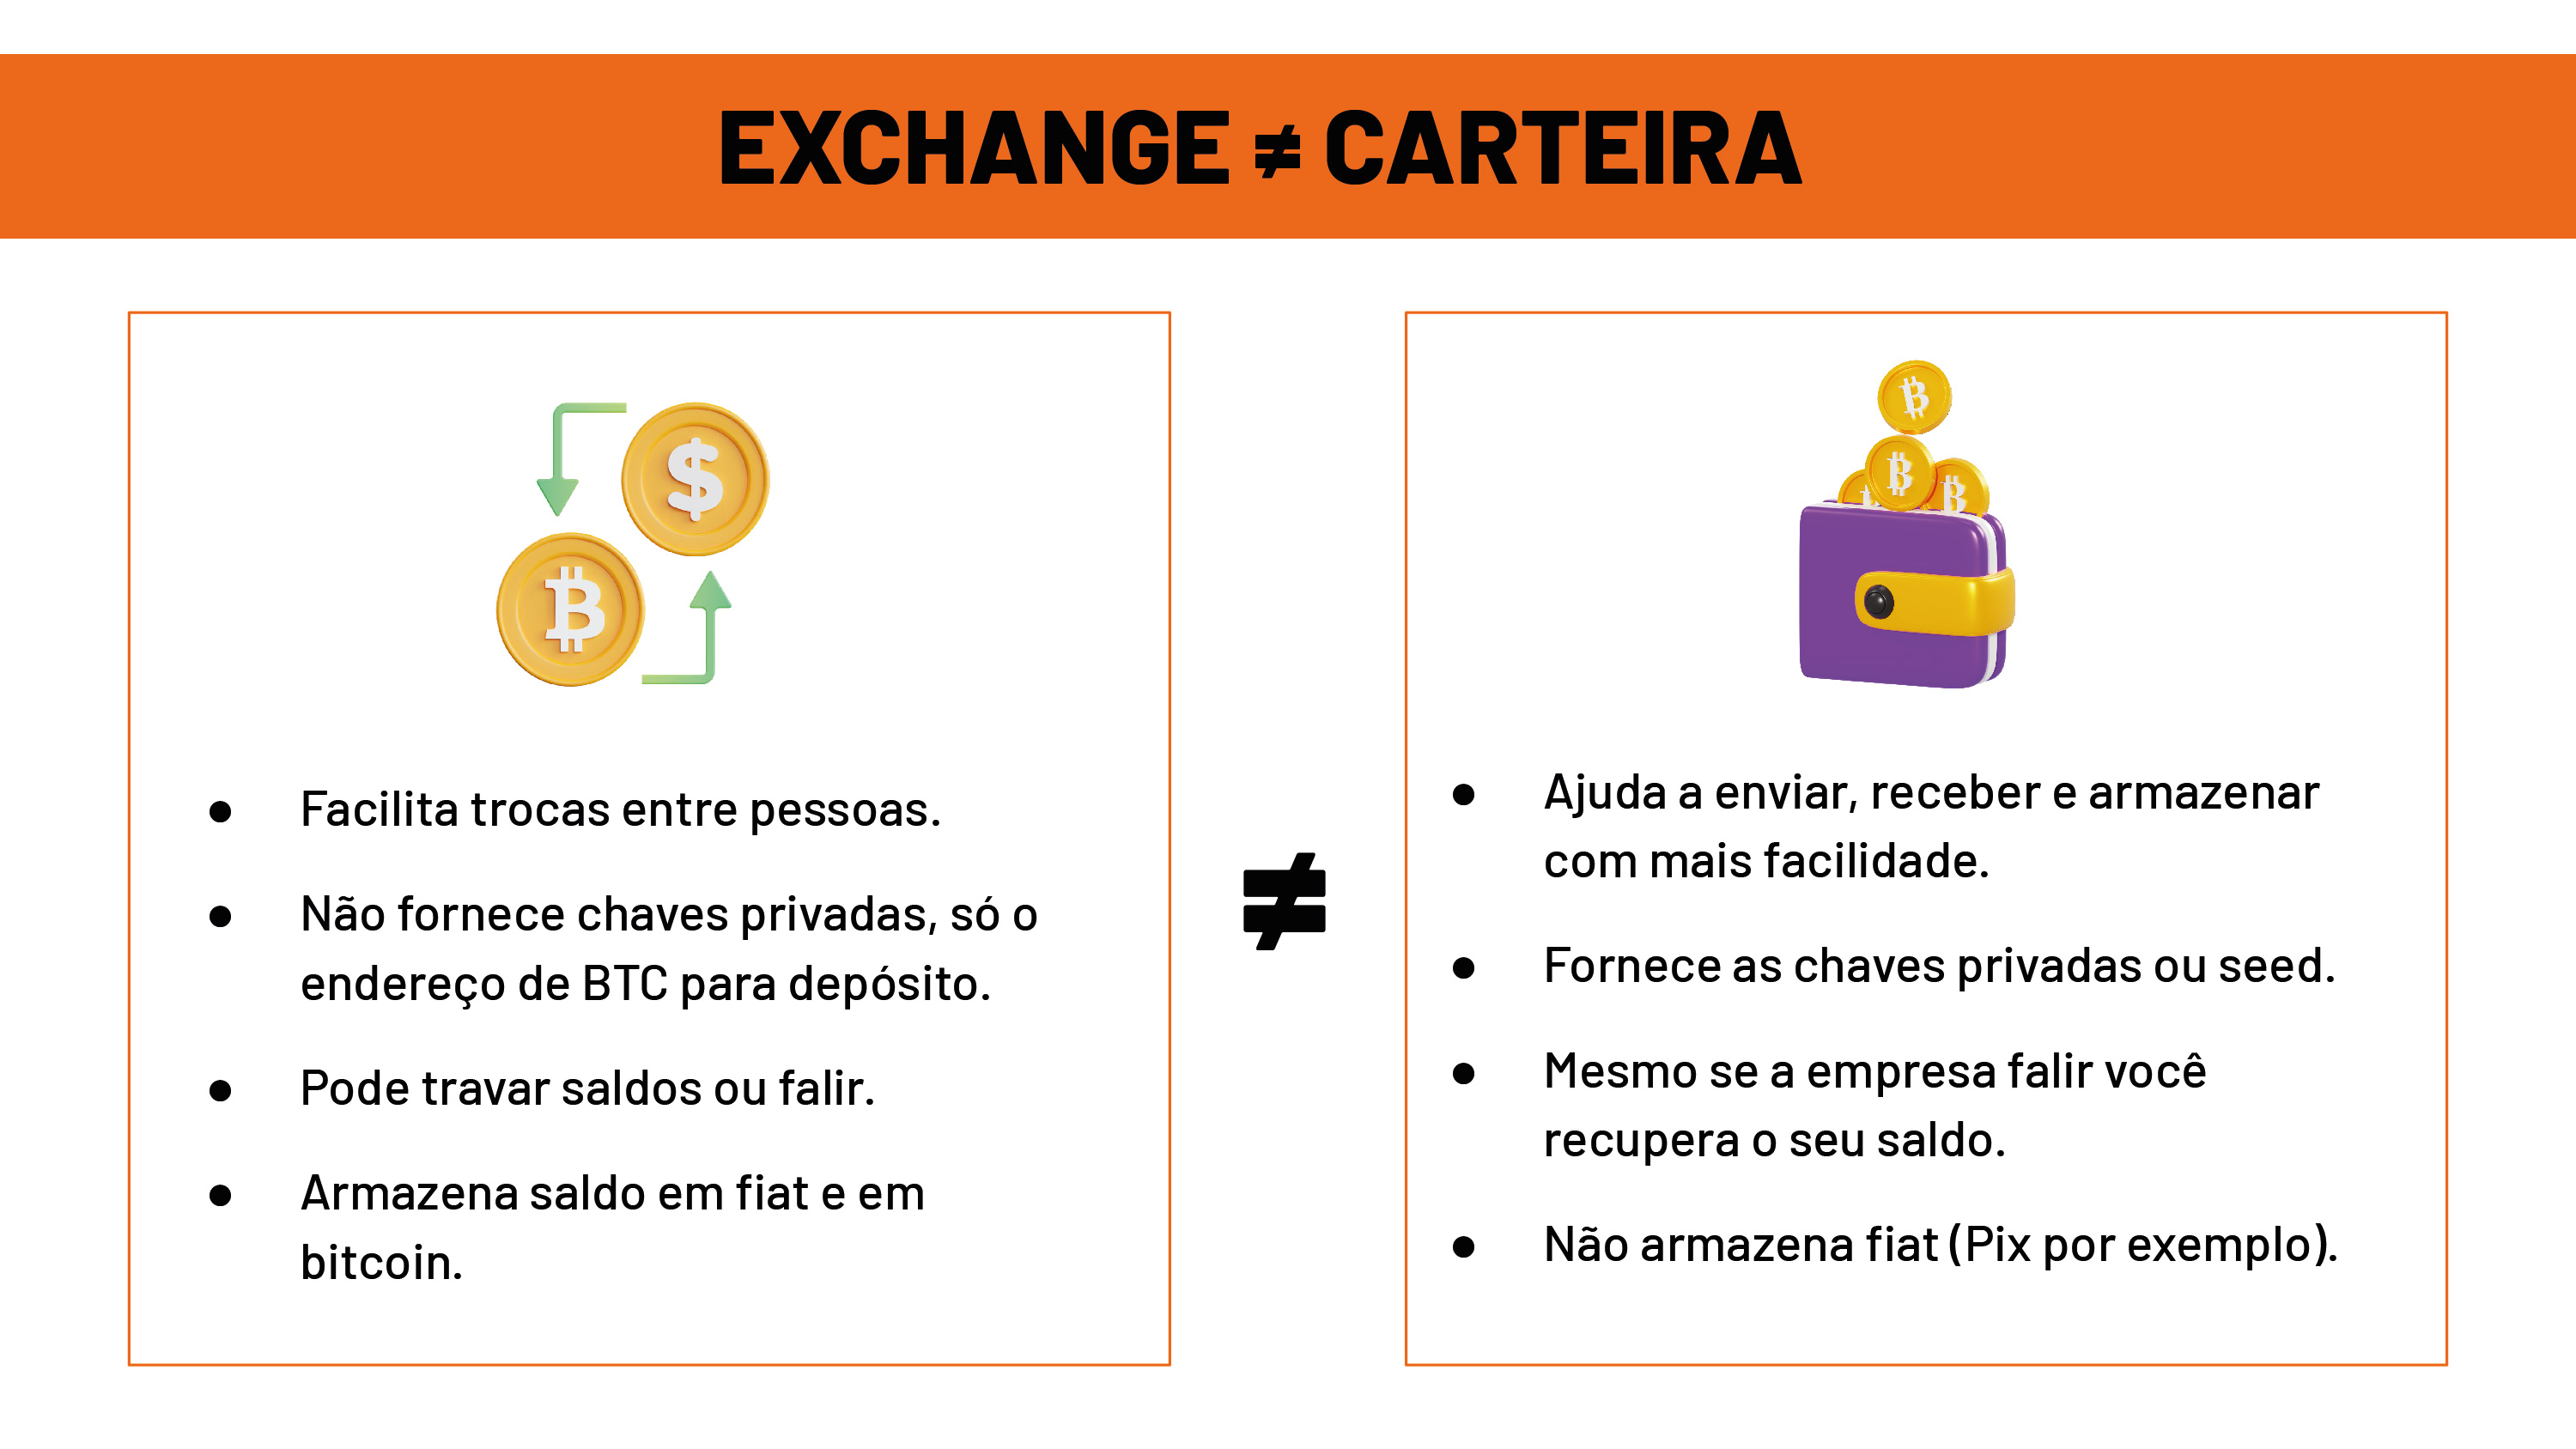 EXCHANGE ≠ CARTEIRA
$
₿
● Facilita trocas entre pessoas.
● Não fornece chaves privadas, só o
endereço de BTC para depósito.
● Pode travar saldos ou falir.
● Armazena saldo em fiat e em
bitcoin.
≠
₿
₿
₿
● Ajuda a enviar, receber e armazenar
com mais facilidade.
● Fornece as chaves privadas ou seed.
● Mesmo se a empresa falir você
recupera o seu saldo.
● Não armazena fiat (Pix por exemplo).